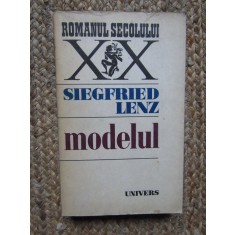 ROMANUL SECOLULUI
XX
SIEGFRIED
LENZ
modelul
UNIVERS